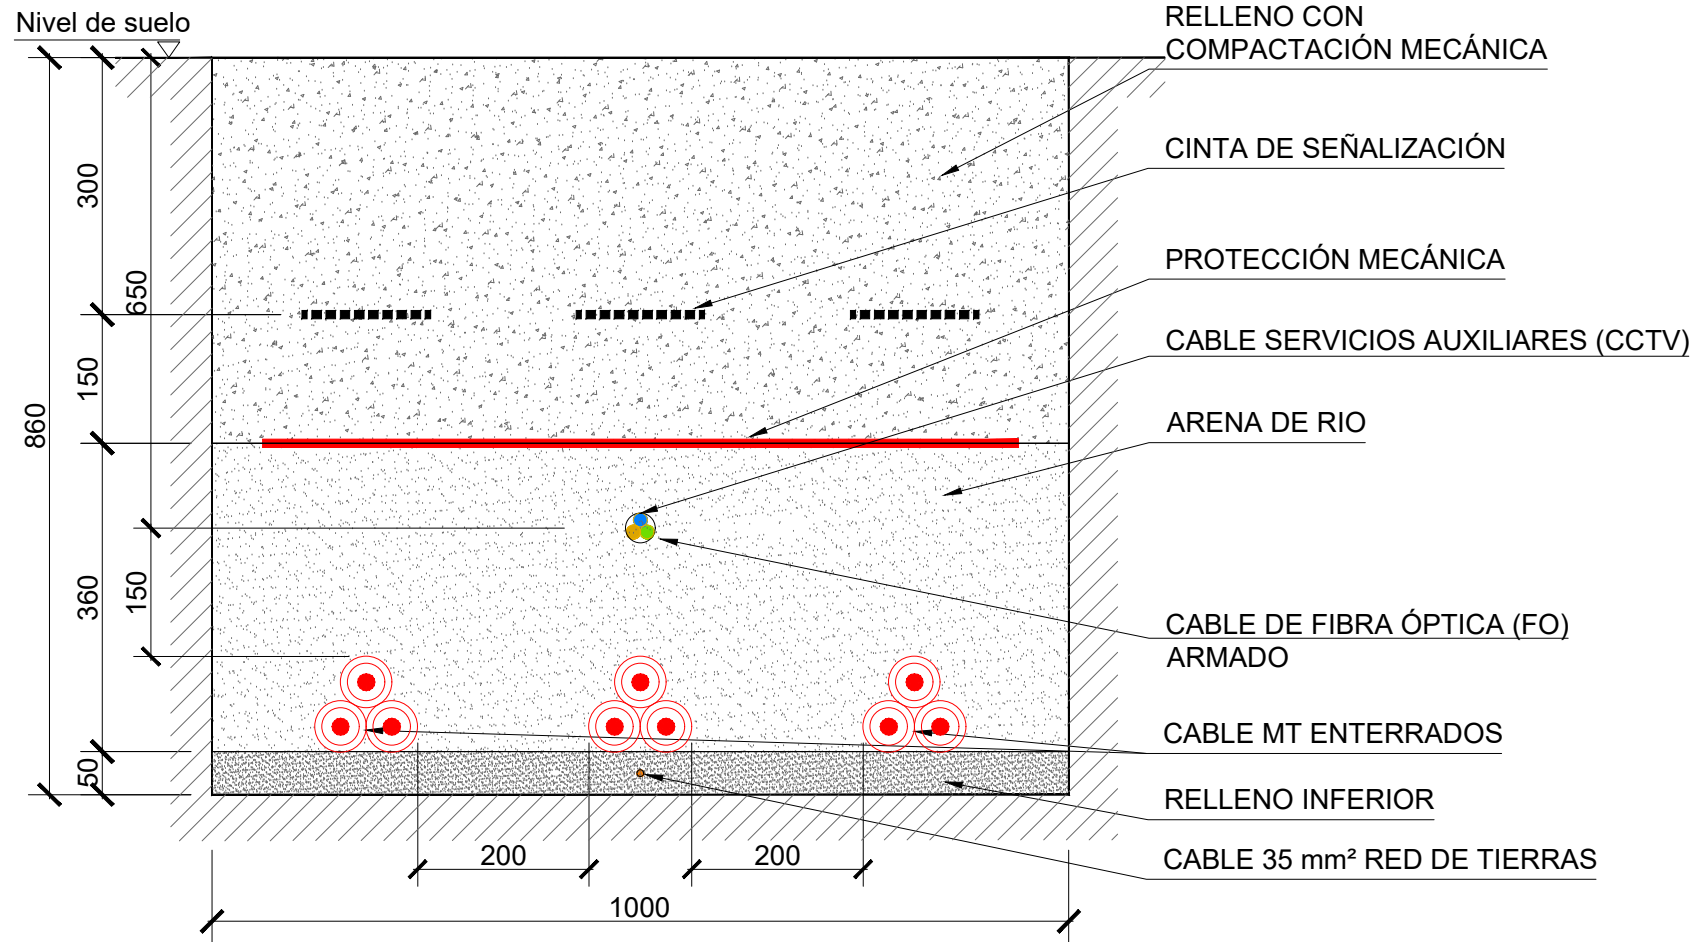 Nivel de suelo
RELLENO CON
COMPACTACIÓN MECÁNICA
CINTA DE SEÑALIZACIÓN
PROTECCIÓN MECÁNICA
CABLE SERVICIOS AUXILIARES (CCTV)
ARENA DE RIO
CABLE DE FIBRA ÓPTICA (FO)
ARMADO
CABLE MT ENTERRADOS
RELLENO INFERIOR
CABLE 35 mm² RED DE TIERRAS
860
300
150
360
50
650
150
200
200
1000